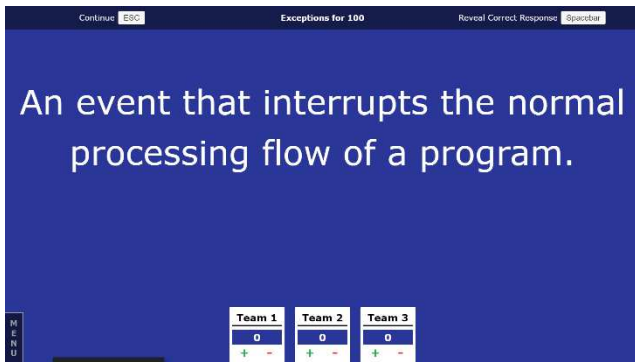 Continue ESC Exceptions for 100 Reveal Correct Response Spacebar
An event that interrupts the normal
processing flow of a program.
MENU
Team 1 Team 2 Team 3
0 0 0
+ - + - + -